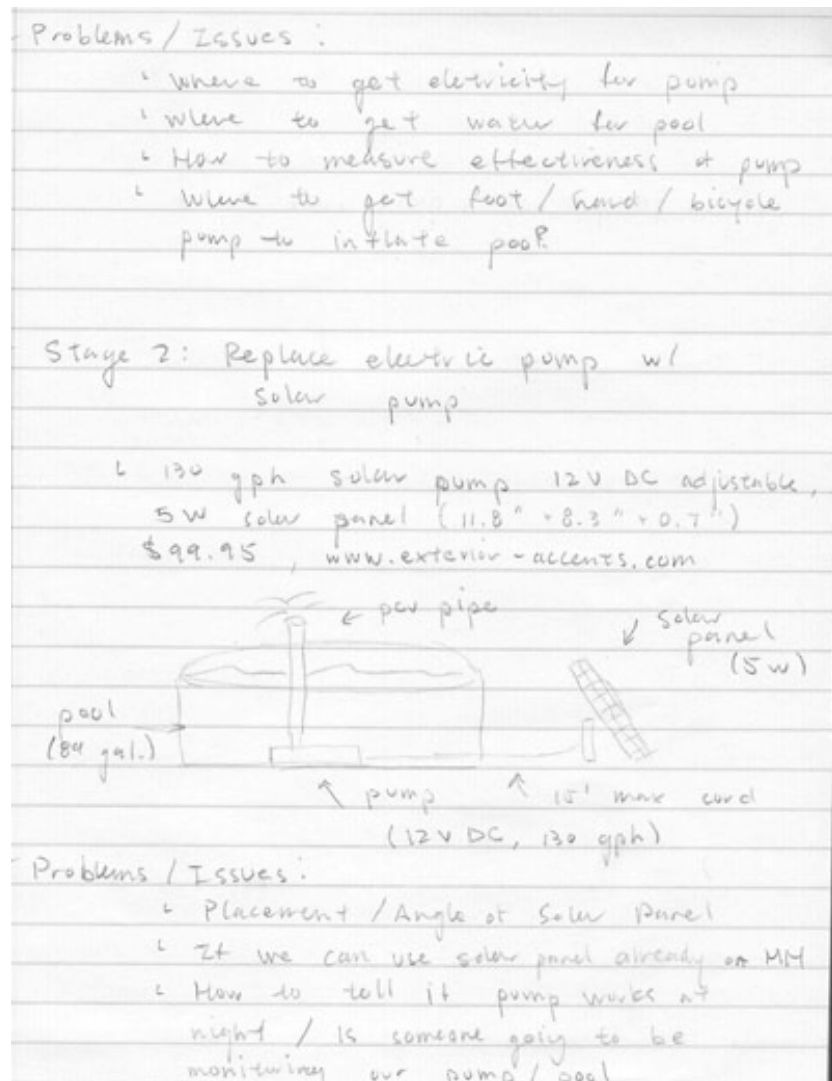 - Problems / Issues :
ᒐ where to get eletricity for pump
ᒐ where to get water for pool
ᒐ How to measure effectiveness of pump
ᒐ where to get foot / hand / bicycle
pump to inflate pool?
- Stage 2: Replace electric pump w/
solar pump
ᒐ 130 gph solar pump 12V DC adjustable,
5W solar panel (11.8" × 8.3" × 0.7")
$99.95, www.exterior-accents.com
← pcv pipe
↙ solar
panel
(5w)
pool →
(84 gal.)
↖ pump
↖ 15' max cord
(12V DC, 130 gph)
- Problems / Issues:
ᒐ Placement / Angle of Solar Panel
ᒐ If we can use solar panel already on MM
ᒐ How to tell if pump works at
night / Is someone going to be
monitoring our pump / pool